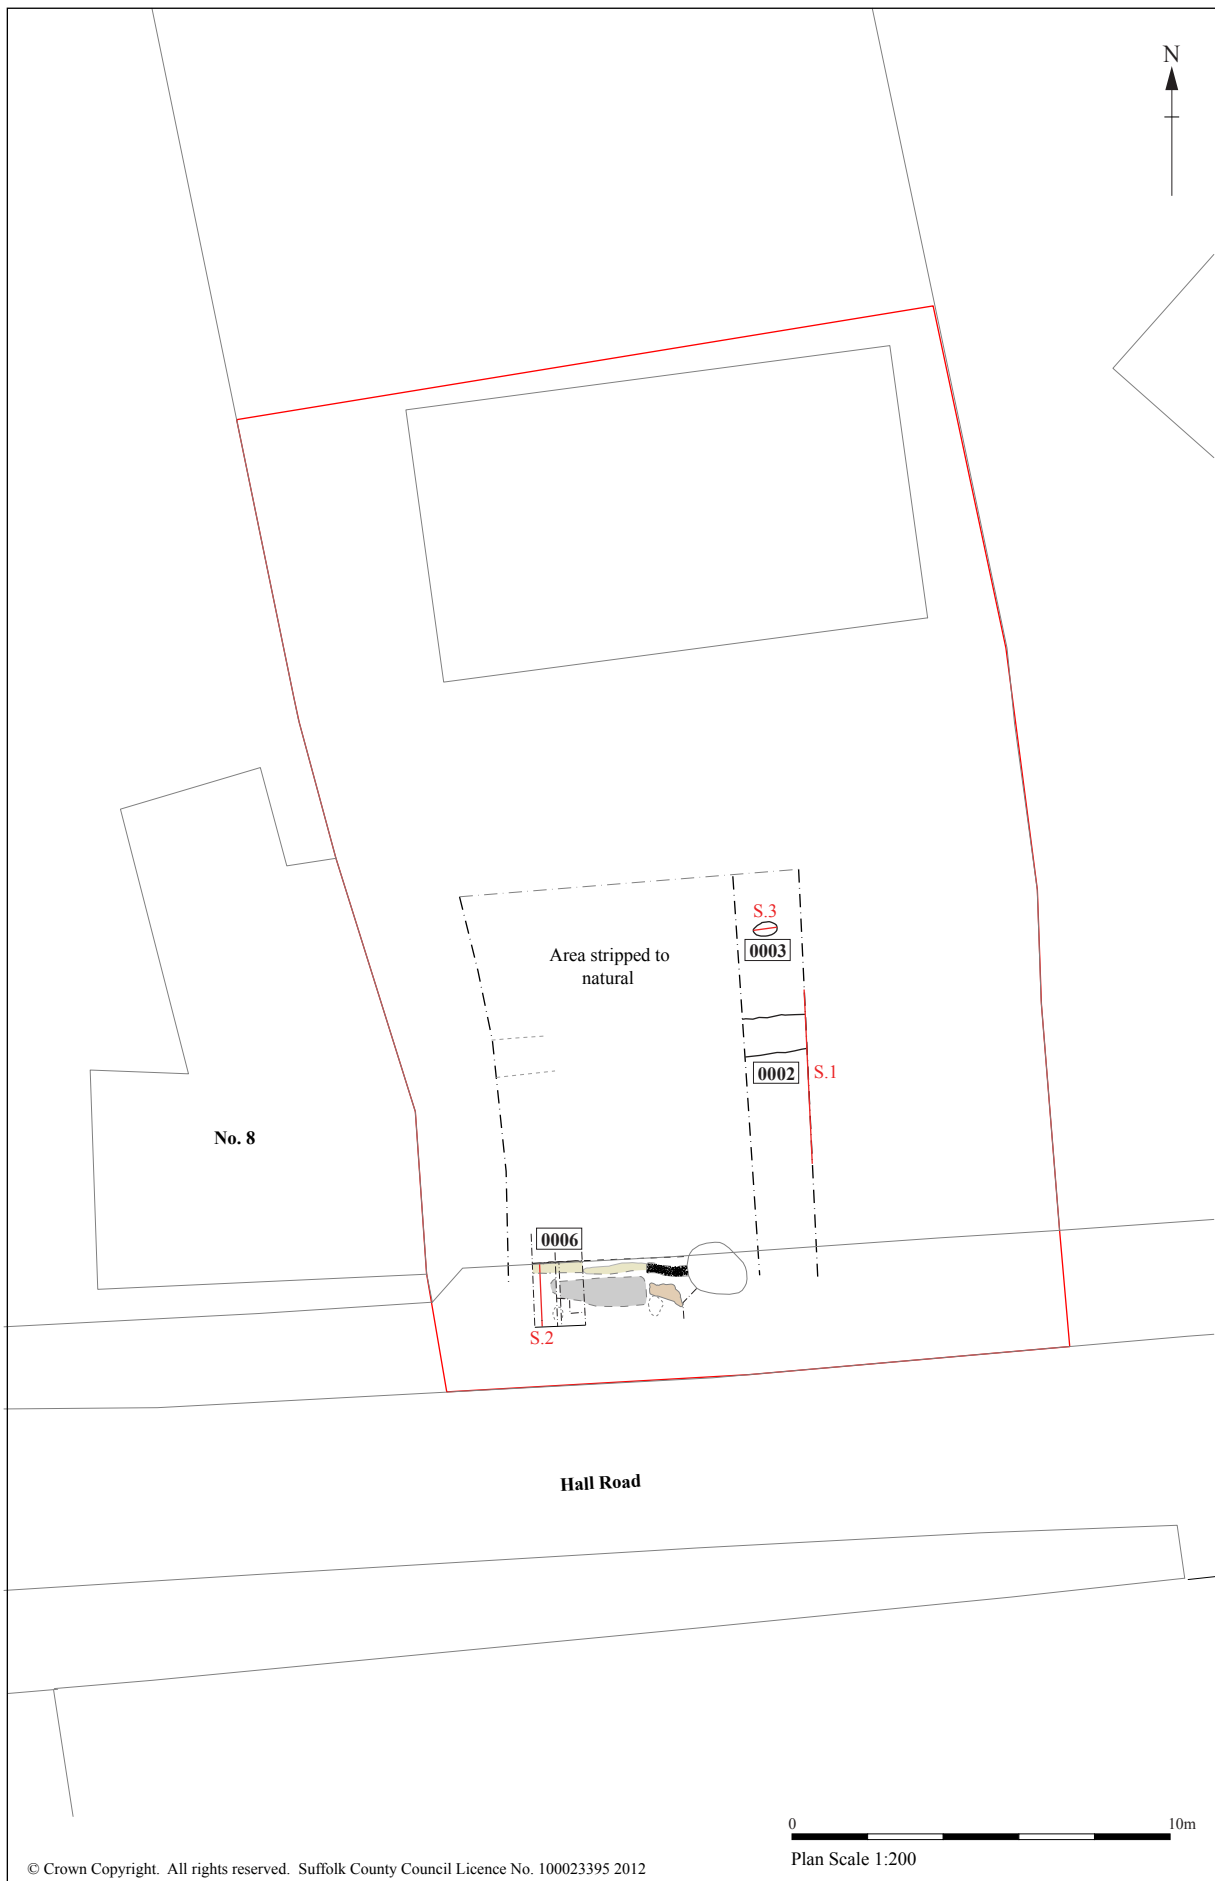 N
S.3
0003
Area stripped to
natural
0002
S.1
No. 8
0006
S.2
Hall Road
0 10m
Plan Scale 1:200
© Crown Copyright. All rights reserved. Suffolk County Council Licence No. 100023395 2012